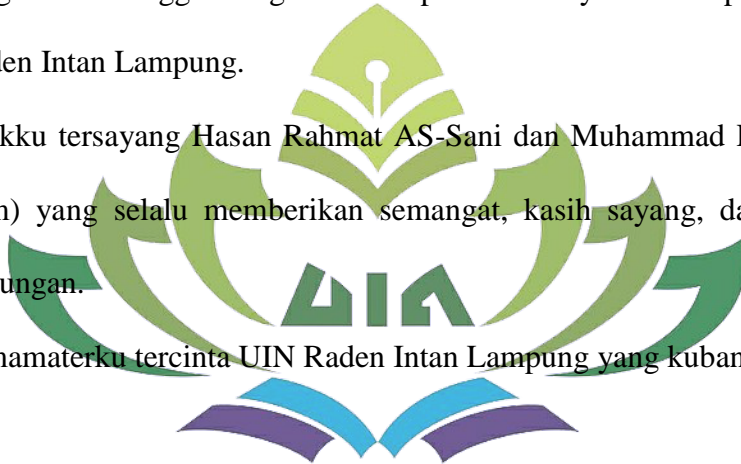 den Intan Lampung.
kku tersayang Hasan Rahmat AS-Sani dan Muhammad
) yang selalu memberikan semangat, kasih sayang, da
ungan.
UIN
namaterku tercinta UIN Raden Intan Lampung yang kuban